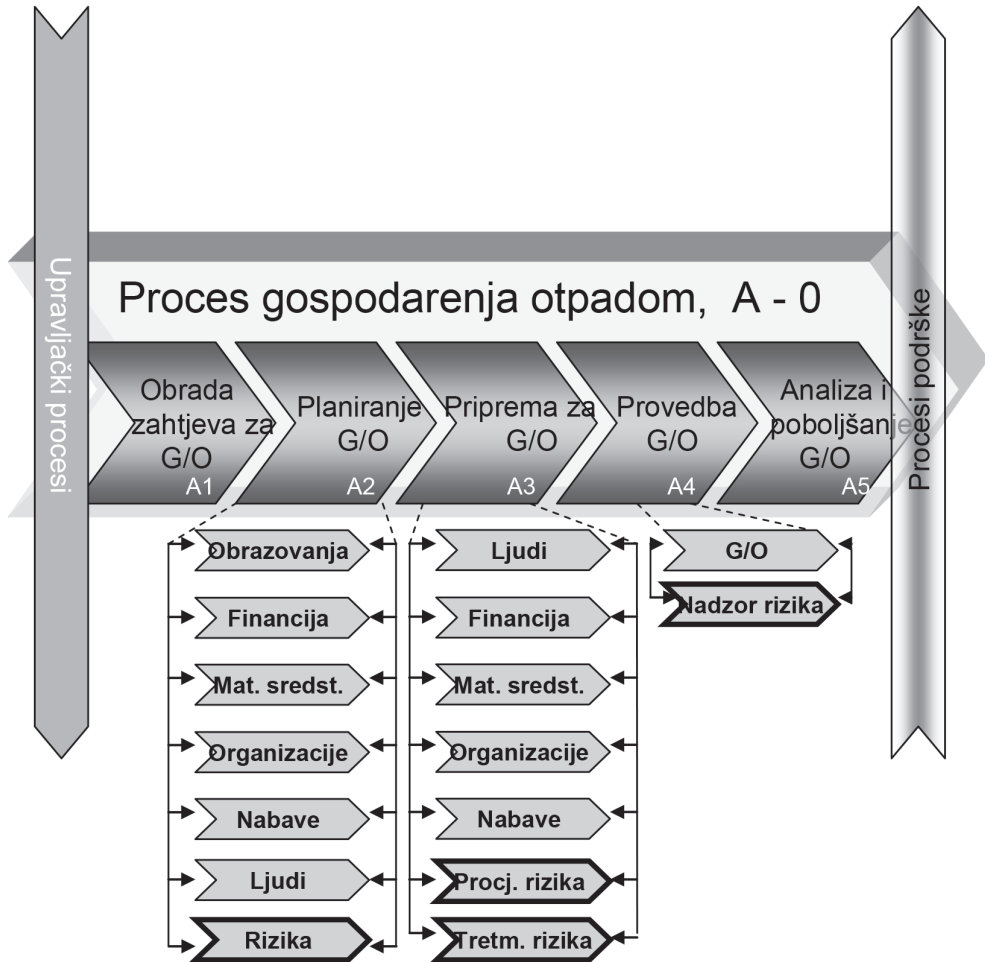 Upravljački procesi
Proces gospodarenja otpadom, A - 0
Obrada
zahtjeva za
G/O
A1
Planiranje
G/O
A2
Priprema za
G/O
A3
Provedba
G/O
A4
Analiza i
poboljšanje
G/O
A5
Procesi podrške
Obrazovanja
Financija
Mat. sredst.
Organizacije
Nabave
Ljudi
Rizika
Ljudi
Financija
Mat. sredst.
Organizacije
Nabave
Procj. rizika
Tretm. rizika
G/O
Nadzor rizika